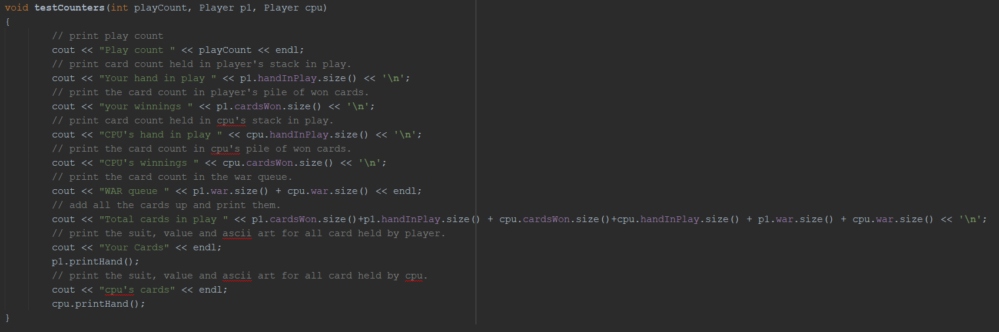 void testCounters(int playCount, Player p1, Player cpu)
{
// print play count
cout << "Play count " << playCount << endl;
// print card count held in player's stack in play.
cout << "Your hand in play " << p1.handInPlay.size() << '\n';
// print the card count in player's pile of won cards.
cout << "your winnings " << p1.cardsWon.size() << '\n';
// print card count held in cpu's stack in play.
cout << "CPU's hand in play " << cpu.handInPlay.size() << '\n';
// print the card count in cpu's pile of won cards.
cout << "CPU's winnings " << cpu.cardsWon.size() << '\n';
// print the card count in the war queue.
cout << "WAR queue " << p1.war.size() + cpu.war.size() << endl;
// add all the cards up and print them.
cout << "Total cards in play " << p1.cardsWon.size()+p1.handInPlay.size() + cpu.cardsWon.size()+cpu.handInPlay.size() + p1.war.size() + cpu.war.size() << '\n';
// print the suit, value and ascii art for all card held by player.
cout << "Your Cards" << endl;
p1.printHand();
// print the suit, value and ascii art for all card held by cpu.
cout << "cpu's cards" << endl;
cpu.printHand();
}